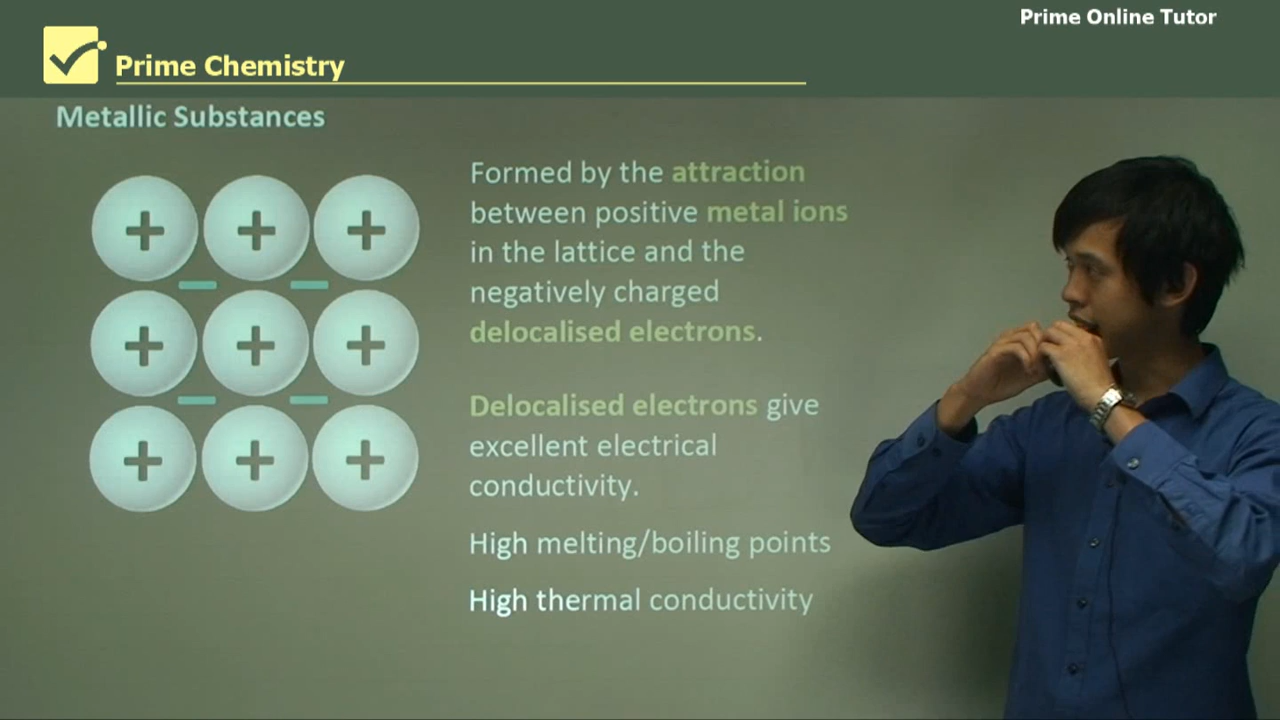 Prime Online Tutor
Prime Chemistry
Metallic Substances
Formed by the attraction
between positive metal ions
in the lattice and the
negatively charged
delocalised electrons.
Delocalised electrons give
excellent electrical
conductivity.
High melting/boiling points
High thermal conductivity
+ + +
− −
+ + +
− −
+ + +